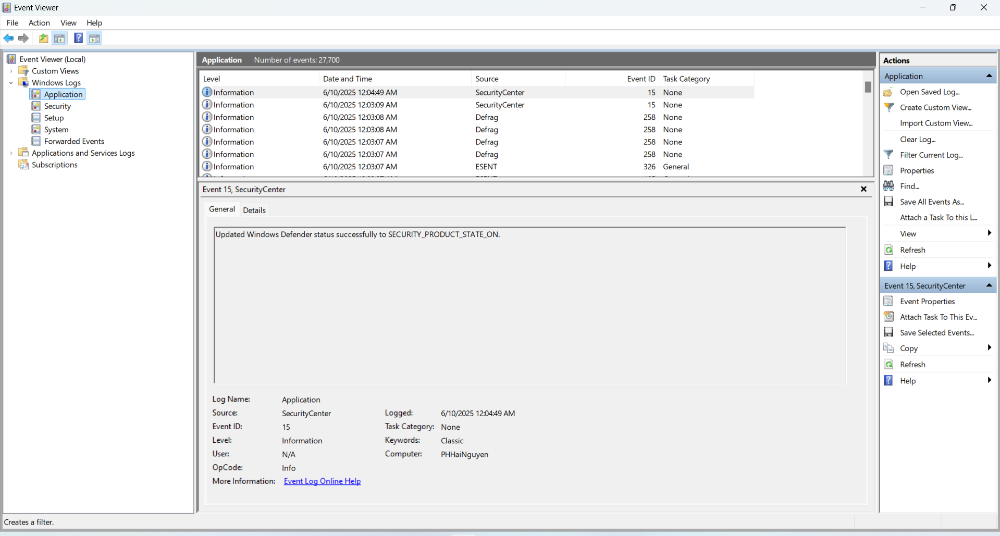 Event Viewer
File Action View Help
Event Viewer (Local)
Custom Views
Windows Logs
Application
Security
Setup
System
Forwarded Events
Applications and Services Logs
Subscriptions
Application Number of events: 27,700
Level Date and Time Source Event ID Task Category
Information 6/10/2025 12:04:49 AM SecurityCenter 15 None
Information 6/10/2025 12:03:09 AM SecurityCenter 15 None
Information 6/10/2025 12:03:08 AM Defrag 258 None
Information 6/10/2025 12:03:08 AM Defrag 258 None
Information 6/10/2025 12:03:07 AM Defrag 258 None
Information 6/10/2025 12:03:07 AM Defrag 258 None
Information 6/10/2025 12:03:07 AM ESENT 326 General
Event 15, SecurityCenter
General Details
Updated Windows Defender status successfully to SECURITY_PRODUCT_STATE_ON.
Log Name: Application
Source: SecurityCenter Logged: 6/10/2025 12:04:49 AM
Event ID: 15 Task Category: None
Level: Information Keywords: Classic
User: N/A Computer: PHHaiNguyen
OpCode: Info
More Information: Event Log Online Help
Actions
Application
Open Saved Log...
Create Custom View...
Import Custom View...
Clear Log...
Filter Current Log...
Properties
Find...
Save All Events As...
Attach a Task To this L...
View
Refresh
Help
Event 15, SecurityCenter
Event Properties
Attach Task To This Ev...
Save Selected Events...
Copy
Refresh
Help
Creates a filter.